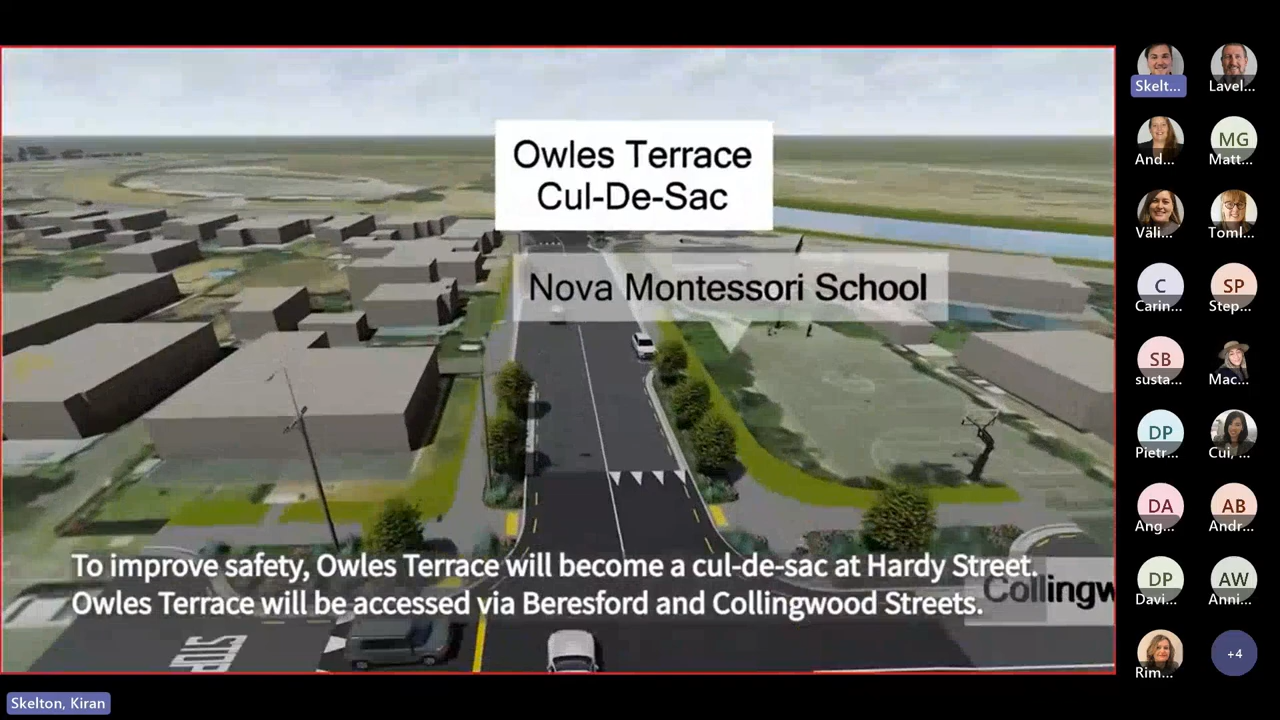 Owles Terrace
Cul-De-Sac
Nova Montessori School
To improve safety, Owles Terrace will become a cul-de-sac at Hardy Street.
Owles Terrace will be accessed via Beresford and Collingwood Streets.
Collingw
STOP
Skelton, Kiran
Skelt...
Lavel...
And...
MG
Matt...
Väli...
Toml...
C
Carin...
SP
Step...
SB
susta...
Mac...
DP
Pietr...
Cui, ...
DA
Ang...
AB
Andr...
DP
Davi...
AW
Anni...
Rim...
+4